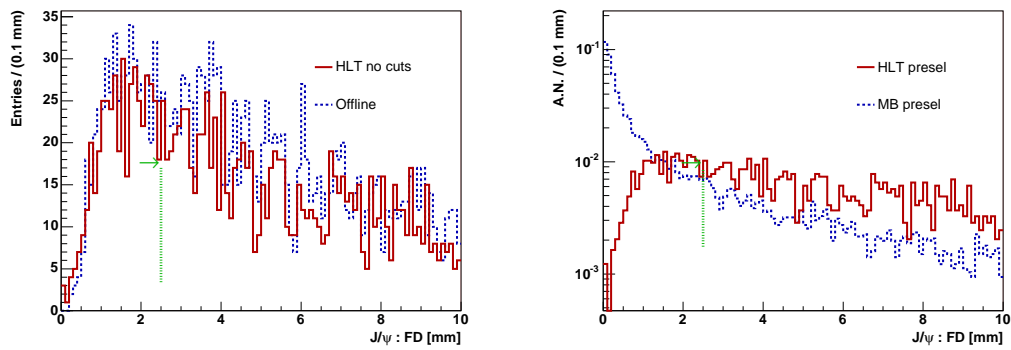 Entries / (0.1 mm)
35
30
25
20
15
10
5
0
HLT no cuts
Offline
0 2 4 6 8 10
J/ψ : FD [mm]
A.N. / (0.1 mm)
10-1
10-2
10-3
HLT presel
MB presel
0 2 4 6 8 10
J/ψ : FD [mm]